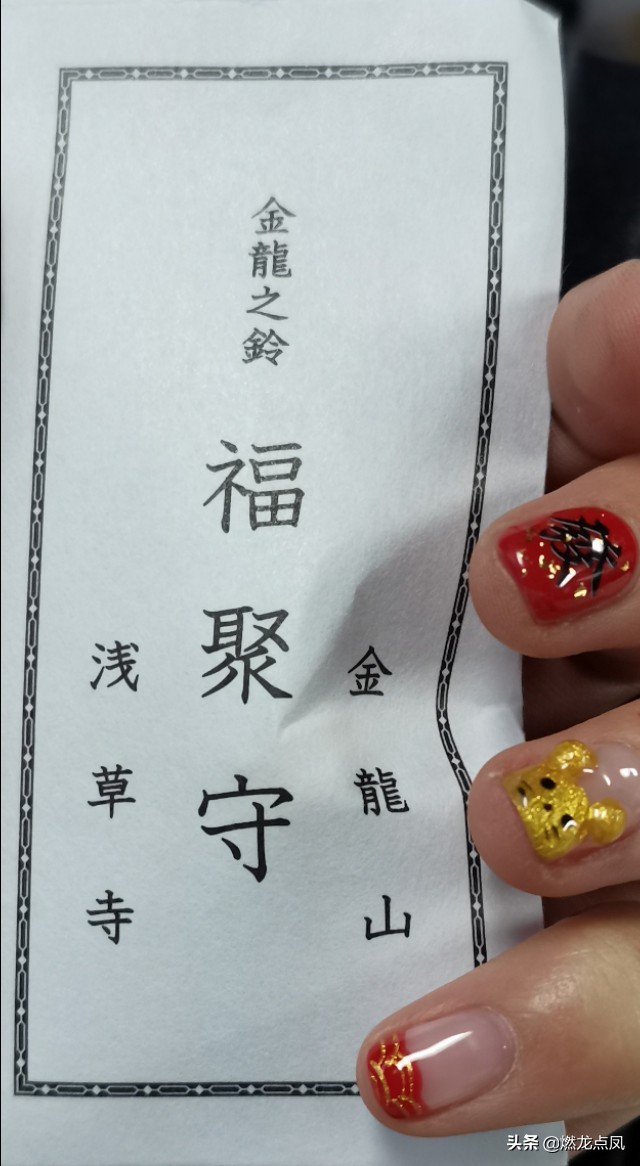 金龍之鈴
福聚守
金龍山
浅草寺
發
头条 @燃龙点凤